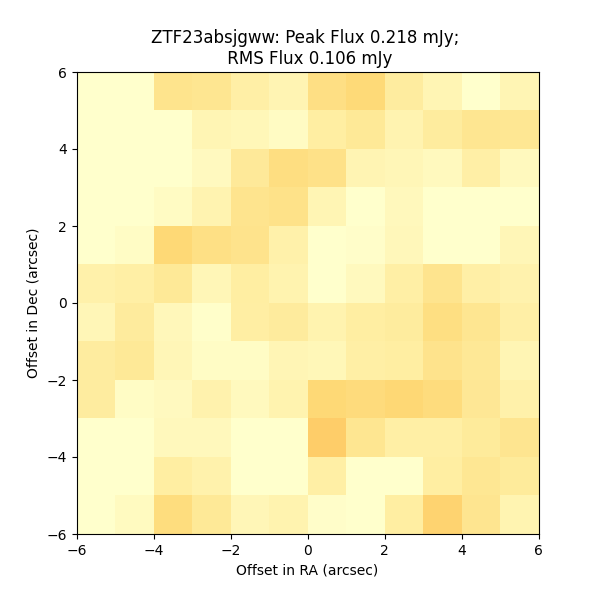 ZTF23absjgww: Peak Flux 0.218 mJy;
RMS Flux 0.106 mJy
6
4
2
0
−2
−4
−6
Offset in Dec (arcsec)
−6 −4 −2 0 2 4 6
Offset in RA (arcsec)